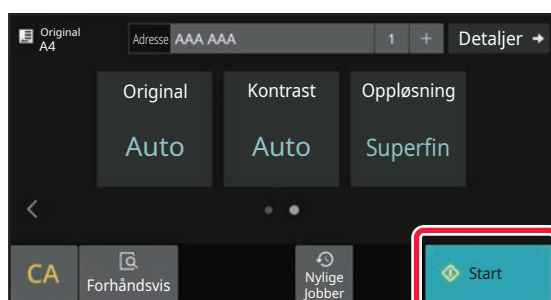 Original
A4
Adresse AAA AAA 1 + Detaljer
Original
Auto
Kontrast
Auto
Oppløsning
Superfin
CA
Forhåndsvis
Nylige
Jobber
Start